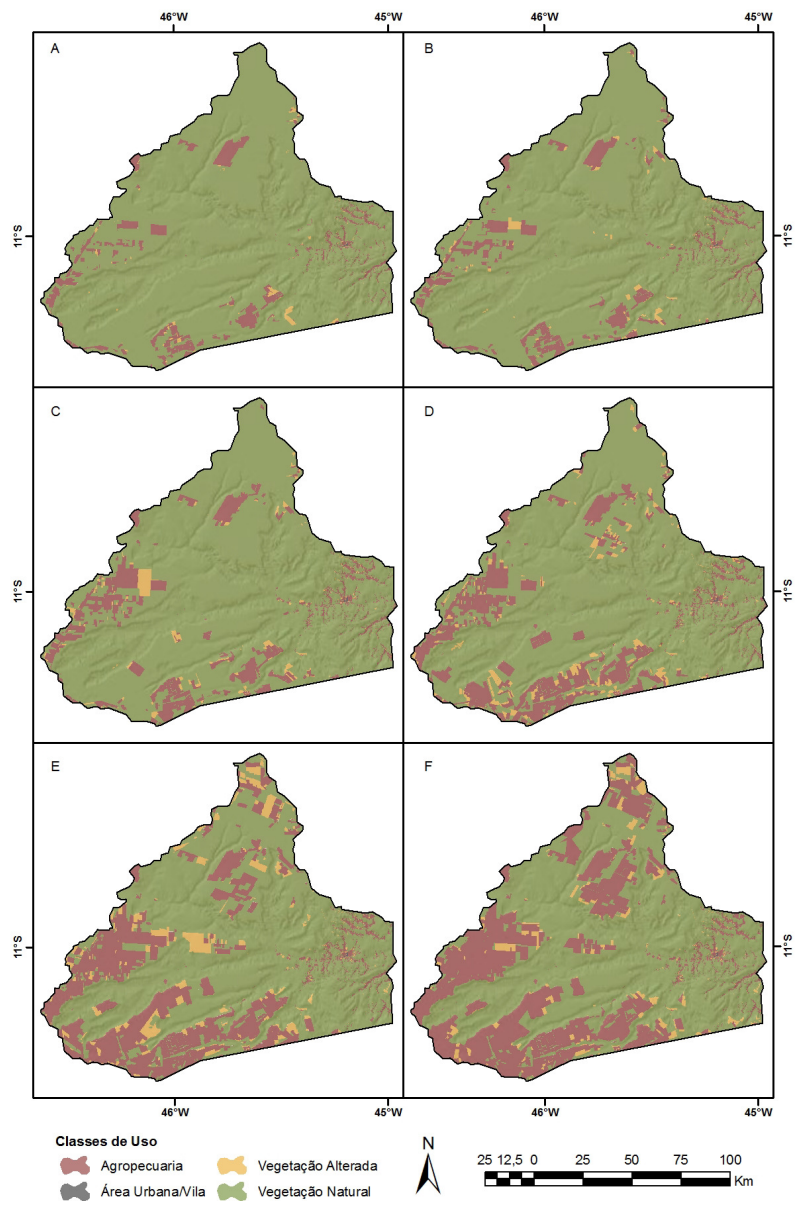 46°W 45°W 46°W 45°W
A B
11°S 11°S
C D
11°S 11°S
E F
11°S 11°S
46°W 45°W 46°W 45°W
Classes de Uso
Agropecuaria
Vegetação Alterada
Área Urbana/Vila
Vegetação Natural
N
25 12,5 0 25 50 75 100
Km